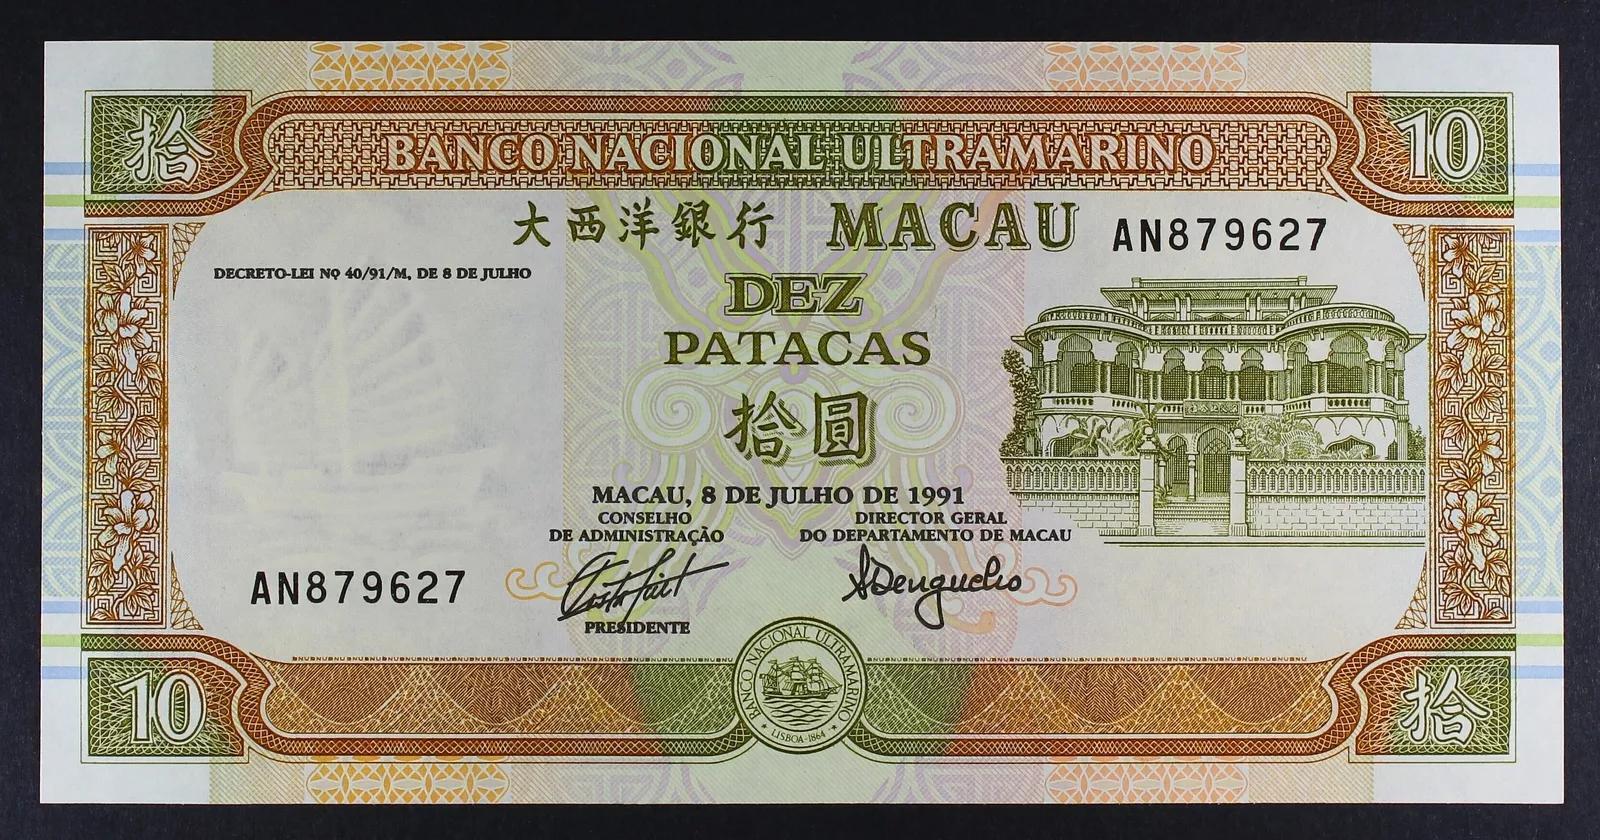 拾
10
BANCO NACIONAL ULTRAMARINO
大西洋銀行 MACAU AN879627
DECRETO-LEI Nº 40/91/M, DE 8 DE JULHO
DEZ
PATACAS
拾圓
MACAU, 8 DE JULHO DE 1991
CONSELHO
DE ADMINISTRAÇÃO
DIRECTOR GERAL
DO DEPARTAMENTO DE MACAU
AN879627
PRESIDENTE
BANCO NACIONAL ULTRAMARINO
LISBOA-1864
10
拾